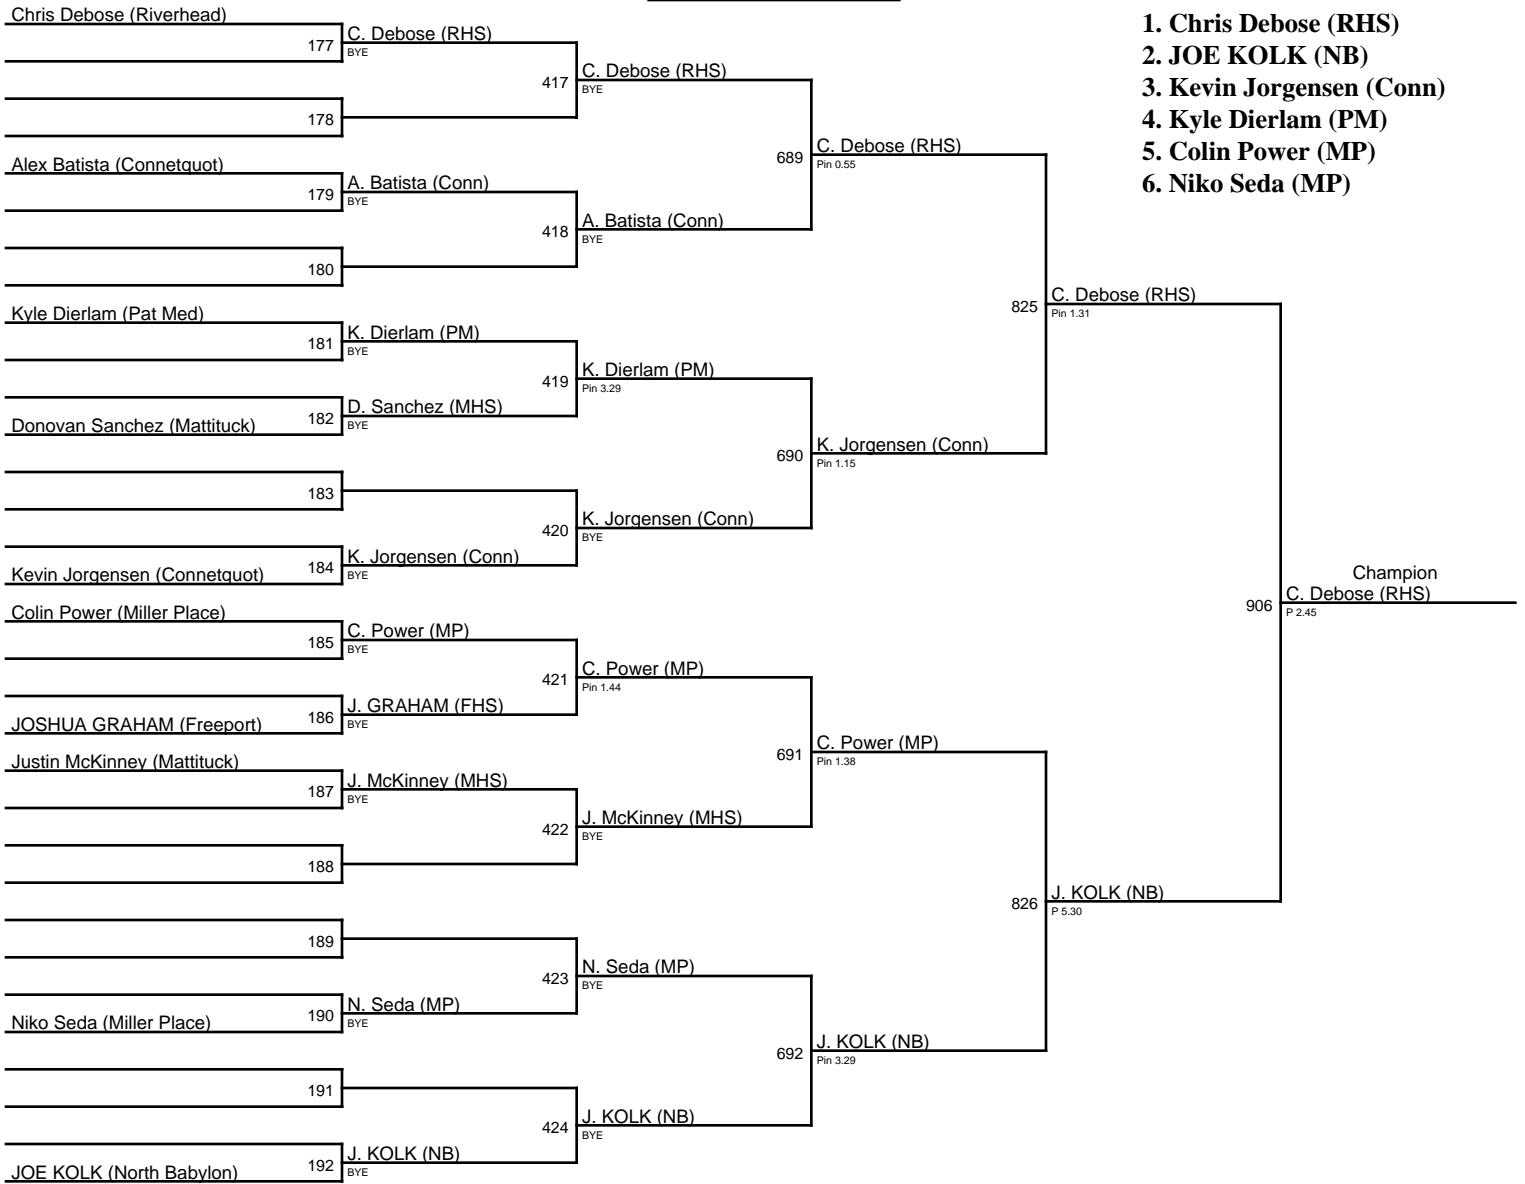 Chris Debose (Riverhead)
177
C. Debose (RHS)
BYE
417
C. Debose (RHS)
BYE
178
689
C. Debose (RHS)
Pin 0.55
Alex Batista (Connetquot)
179
A. Batista (Conn)
BYE
418
A. Batista (Conn)
BYE
180
825
C. Debose (RHS)
Pin 1.31
Kyle Dierlam (Pat Med)
181
K. Dierlam (PM)
BYE
419
K. Dierlam (PM)
Pin 3.29
Donovan Sanchez (Mattituck)
182
D. Sanchez (MHS)
BYE
690
K. Jorgensen (Conn)
Pin 1.15
183
420
K. Jorgensen (Conn)
BYE
Kevin Jorgensen (Connetquot)
184
K. Jorgensen (Conn)
BYE
906
Champion
C. Debose (RHS)
P 2.45
Colin Power (Miller Place)
185
C. Power (MP)
BYE
421
C. Power (MP)
Pin 1.44
JOSHUA GRAHAM (Freeport)
186
J. GRAHAM (FHS)
BYE
691
C. Power (MP)
Pin 1.38
Justin McKinney (Mattituck)
187
J. McKinney (MHS)
BYE
422
J. McKinney (MHS)
BYE
188
826
J. KOLK (NB)
P 5.30
189
423
N. Seda (MP)
BYE
Niko Seda (Miller Place)
190
N. Seda (MP)
BYE
692
J. KOLK (NB)
Pin 3.29
191
424
J. KOLK (NB)
BYE
JOE KOLK (North Babylon)
192
J. KOLK (NB)
BYE
1. Chris Debose (RHS)
2. JOE KOLK (NB)
3. Kevin Jorgensen (Conn)
4. Kyle Dierlam (PM)
5. Colin Power (MP)
6. Niko Seda (MP)